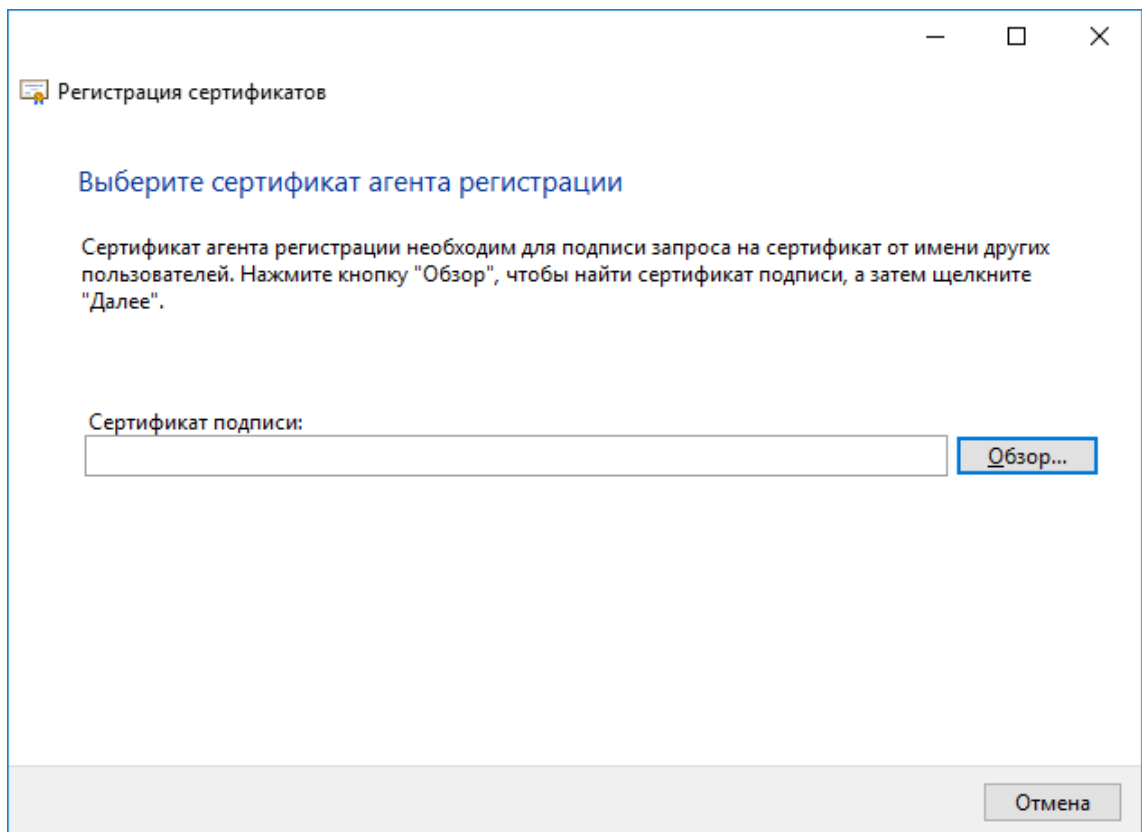 Регистрация сертификатов
Выберите сертификат агента регистрации
Сертификат агента регистрации необходим для подписи запроса на сертификат от имени других
пользователей. Нажмите кнопку "Обзор", чтобы найти сертификат подписи, а затем щелкните
"Далее".
Сертификат подписи:
Обзор...
Отмена